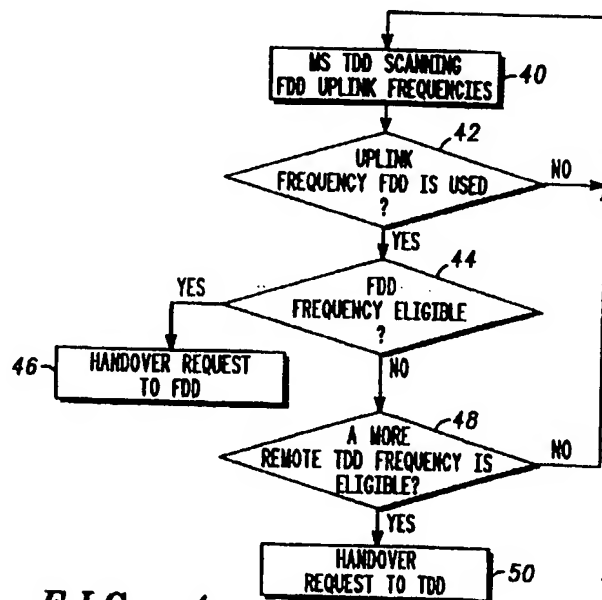 MS TDD SCANNING
FDD UPLINK FREQUENCIES
40
42
UPLINK
FREQUENCY FDD IS USED
?
NO
YES
44
FDD
FREQUENCY ELIGIBLE
?
YES
46
HANDOVER REQUEST
TO FDD
NO
48
A MORE
REMOTE TDD FREQUENCY IS
ELIGIBLE?
NO
YES
HANDOVER
REQUEST TO TDD
50